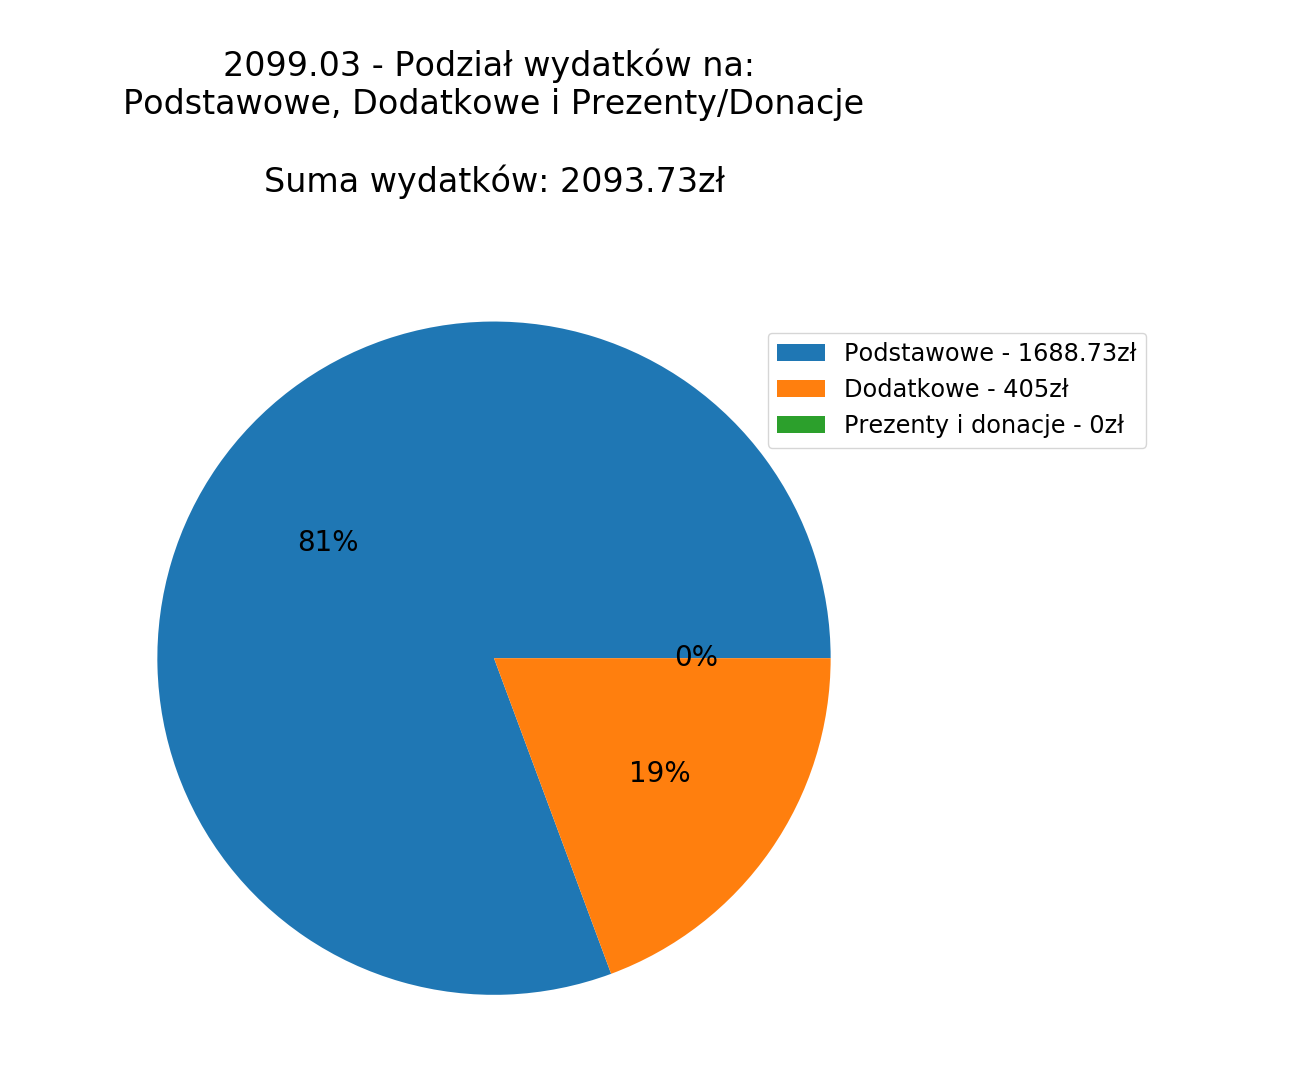 2099.03 - Podział wydatków na:
Podstawowe, Dodatkowe i Prezenty/Donacje
Suma wydatków: 2093.73zł
Podstawowe - 1688.73zł
Dodatkowe - 405zł
Prezenty i donacje - 0zł
81%
0%
19%